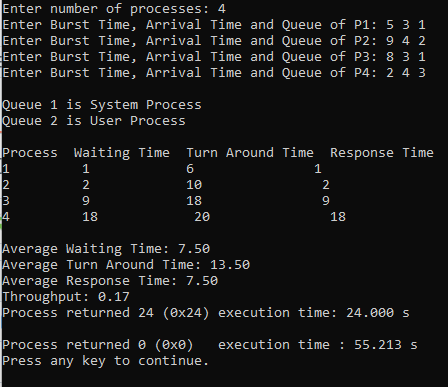 Enter number of processes: 4
Enter Burst Time, Arrival Time and Queue of P1: 5 3 1
Enter Burst Time, Arrival Time and Queue of P2: 9 4 2
Enter Burst Time, Arrival Time and Queue of P3: 8 3 1
Enter Burst Time, Arrival Time and Queue of P4: 2 4 3
Queue 1 is System Process
Queue 2 is User Process
Process Waiting Time Turn Around Time Response Time
1 1 6 1
2 2 10 2
3 9 18 9
4 18 20 18
Average Waiting Time: 7.50
Average Turn Around Time: 13.50
Average Response Time: 7.50
Throughput: 0.17
Process returned 24 (0x24) execution time: 24.000 s
Process returned 0 (0x0) execution time : 55.213 s
Press any key to continue.